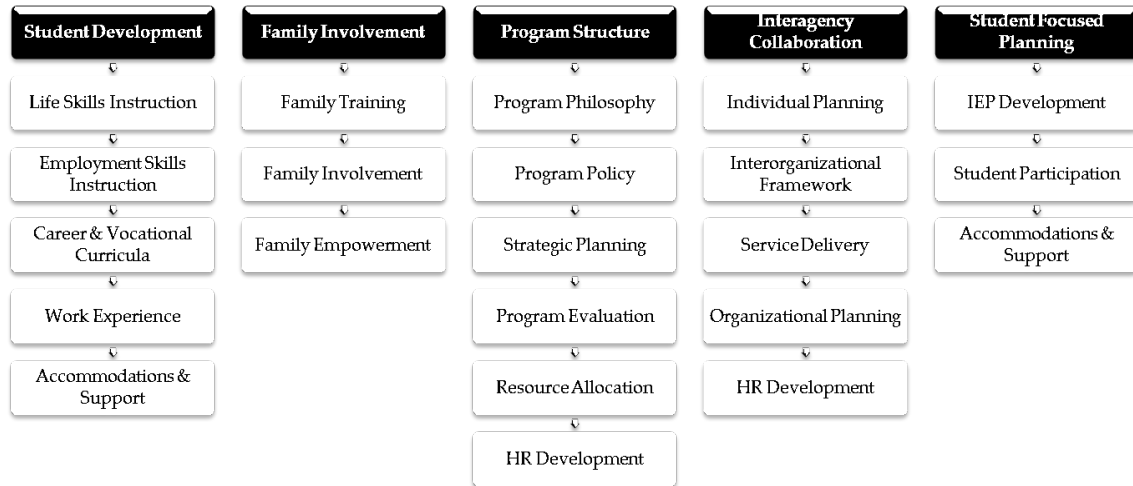 Student Development
Life Skills Instruction
Employment Skills
Instruction
Career & Vocational
Curricula
Work Experience
Accommodations &
Support
Family Involvement
Family Training
Family Involvement
Family Empowerment
Program Structure
Program Philosophy
Program Policy
Strategic Planning
Program Evaluation
Resource Allocation
HR Development
Interagency
Collaboration
Individual Planning
Interorganizational
Framework
Service Delivery
Organizational Planning
HR Development
Student Focused
Planning
IEP Development
Student Participation
Accommodations &
Support